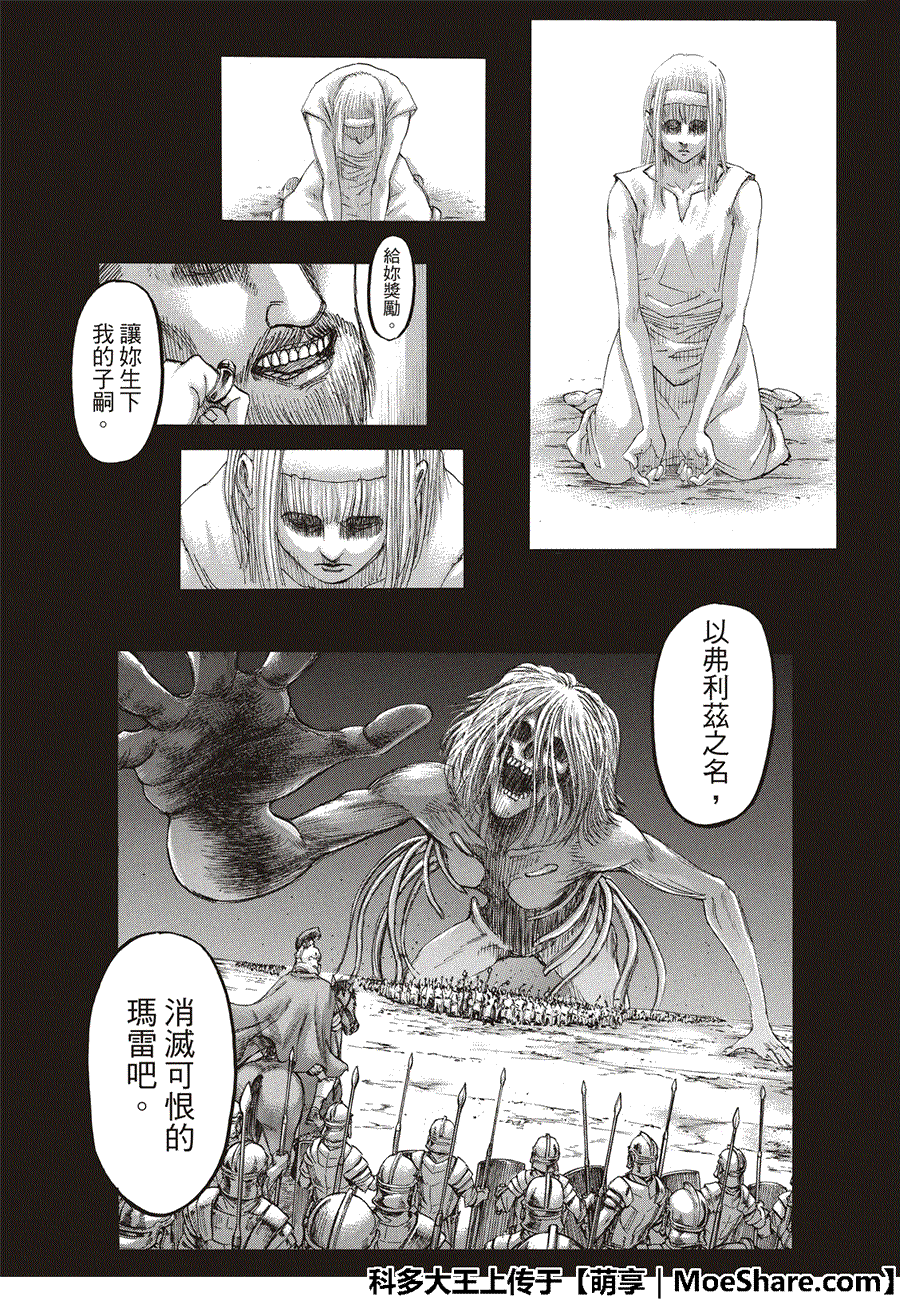 給妳獎勵。
讓妳生下
我的子嗣。
以弗利茲之名，
消滅可恨的
瑪雷吧。
科多大王上传于【萌享｜MoeShare.com】